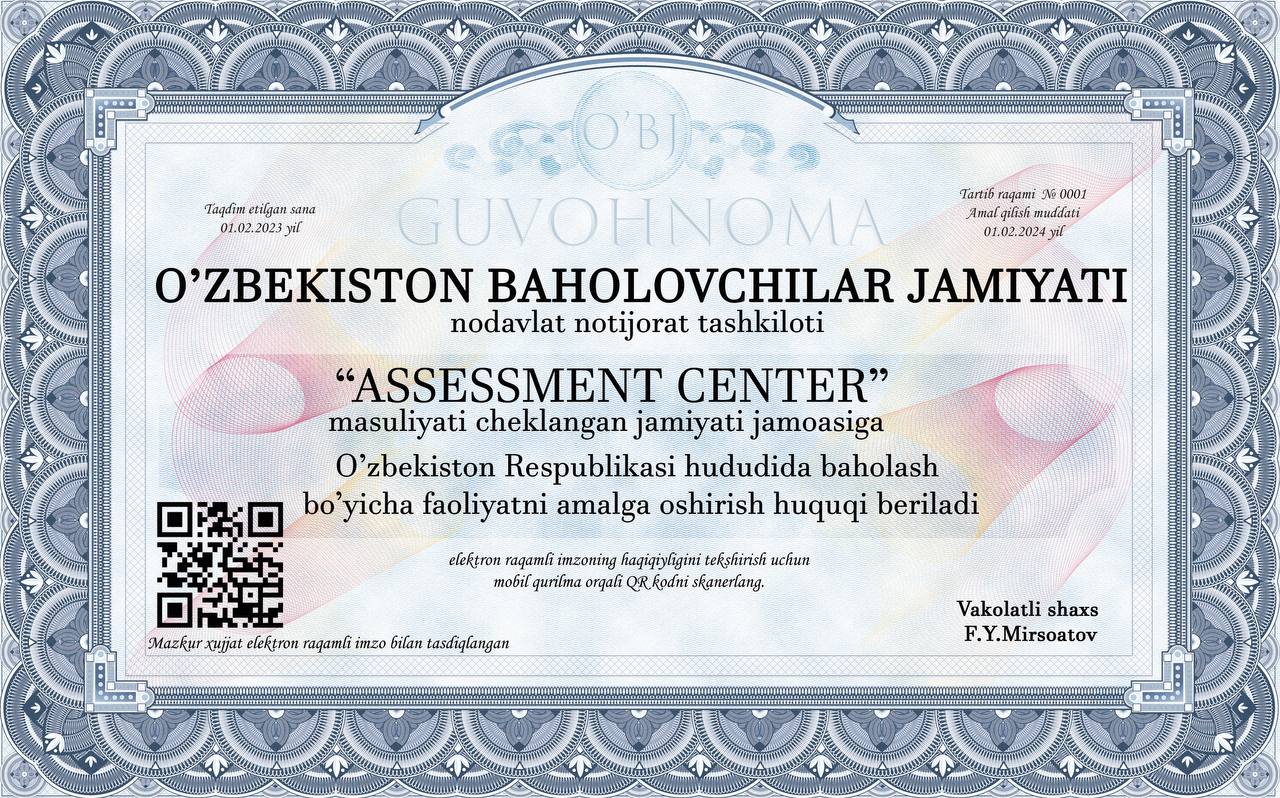 O’BJ
GUVOHNOMA
Taqdim etilgan sana
01.02.2023 yil
Tartib raqami № 0001
Amal qilish muddati
01.02.2024 yil
O’ZBEKISTON BAHOLOVCHILAR JAMIYATI
nodavlat notijorat tashkiloti
“ASSESSMENT CENTER”
masuliyati cheklangan jamiyati jamoasiga
O’zbekiston Respublikasi hududida baholash
bo’yicha faoliyatni amalga oshirish huquqi beriladi
elektron raqamli imzoning haqiqiyligini tekshirish uchun
mobil qurilma orqali QR kodni skanerlang.
Vakolatli shaxs
F.Y.Mirsoatov
Mazkur xujjat elektron raqamli imzo bilan tasdiqlangan